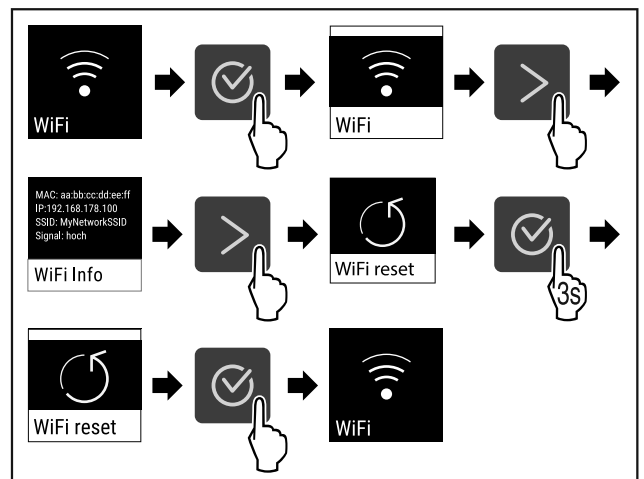 WiFi
WiFi
MAC: aa:bb:cc:dd:ee:ff
IP:192.168.178.100
SSID: MyNetworkSSID
Signal: hoch
WiFi Info
WiFi reset
3s
WiFi reset
WiFi